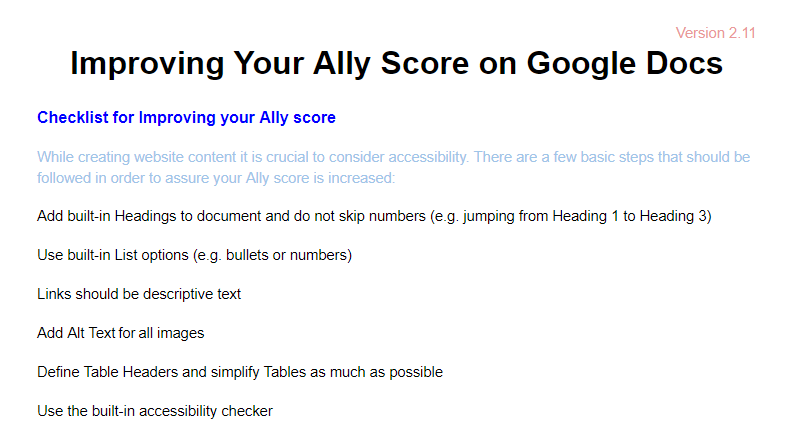 Version 2.11
Improving Your Ally Score on Google Docs
Checklist for Improving your Ally score
While creating website content it is crucial to consider accessibility. There are a few basic steps that should be
followed in order to assure your Ally score is increased:
Add built-in Headings to document and do not skip numbers (e.g. jumping from Heading 1 to Heading 3)
Use built-in List options (e.g. bullets or numbers)
Links should be descriptive text
Add Alt Text for all images
Define Table Headers and simplify Tables as much as possible
Use the built-in accessibility checker